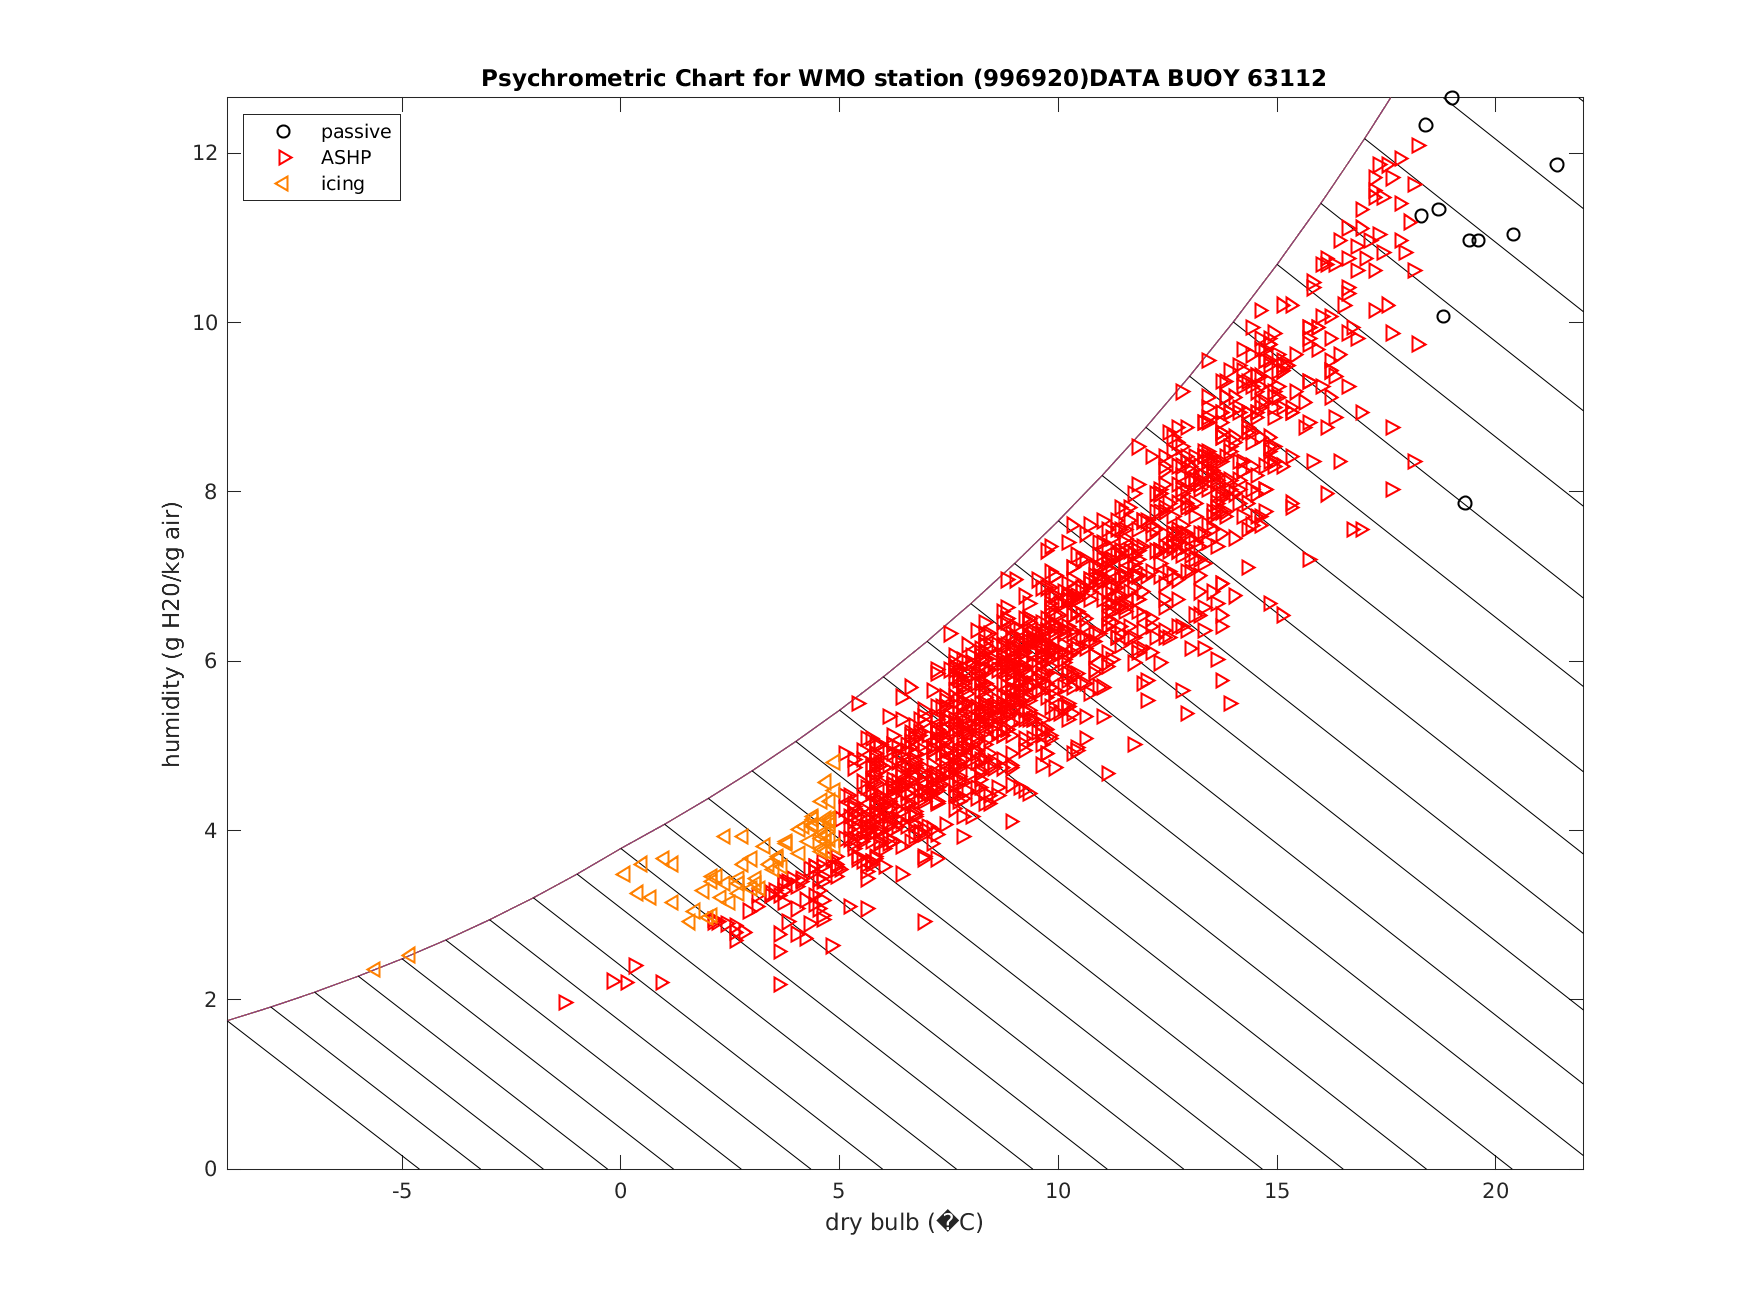 Psychrometric Chart for WMO station (996920)DATA BUOY 63112
passive
ASHP
icing
humidity (g H20/kg air)
12
10
8
6
4
2
0
-5 0 5 10 15 20
dry bulb (�C)